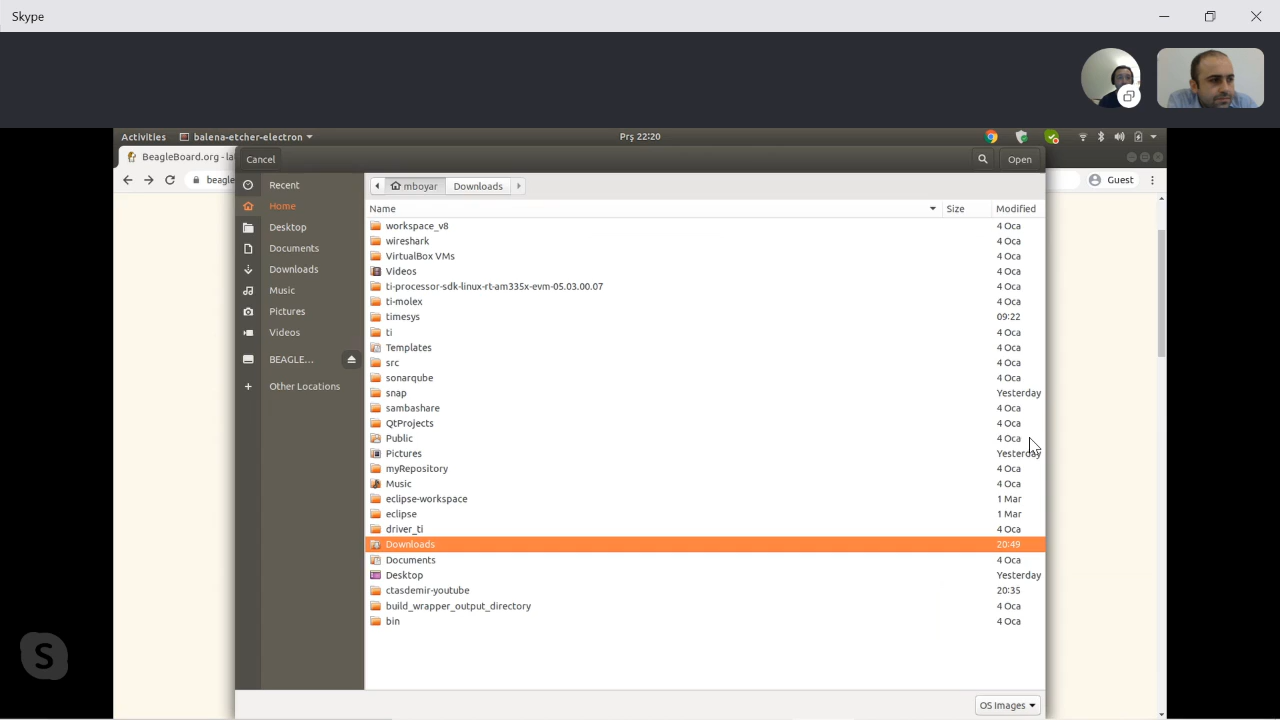 Skype
Activities balena-etcher-electron Prş 22:20
BeagleBoard.org - la
beagle Guest
Cancel Open
Recent
Home
Desktop
Documents
Downloads
Music
Pictures
Videos
BEAGLE...
Other Locations
mboyar Downloads
Name Size Modified
workspace_v8 4 Oca
wireshark 4 Oca
VirtualBox VMs 4 Oca
Videos 4 Oca
ti-processor-sdk-linux-rt-am335x-evm-05.03.00.07 4 Oca
ti-molex 4 Oca
timesys 09:22
ti 4 Oca
Templates 4 Oca
src 4 Oca
sonarqube 4 Oca
snap Yesterday
sambashare 4 Oca
QtProjects 4 Oca
Public 4 Oca
Pictures Yesterday
myRepository 4 Oca
Music 4 Oca
eclipse-workspace 1 Mar
eclipse 1 Mar
driver_ti 4 Oca
Downloads 20:49
Documents 4 Oca
Desktop Yesterday
ctasdemir-youtube 20:35
build_wrapper_output_directory 4 Oca
bin 4 Oca
OS Images
S